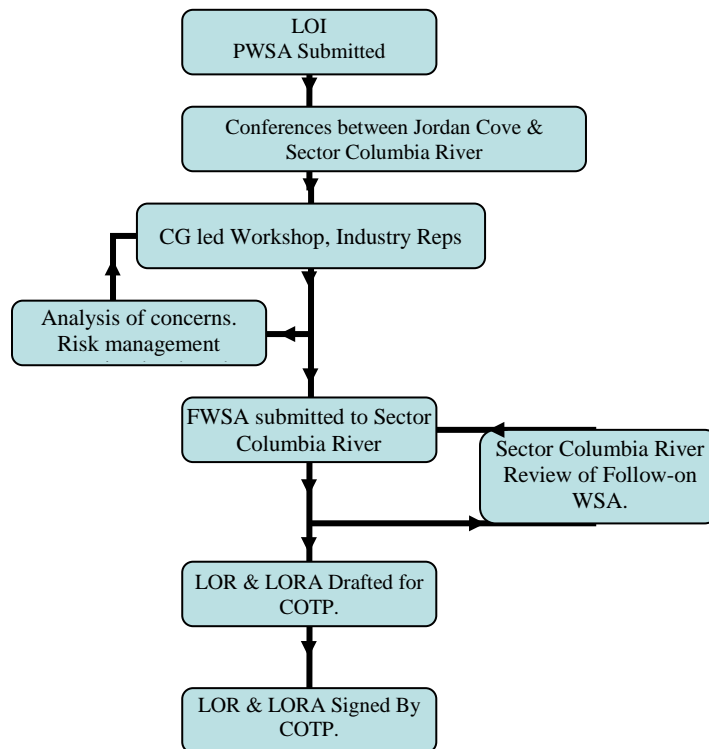 LOI
PWSA Submitted
Conferences between Jordan Cove &
Sector Columbia River
CG led Workshop, Industry Reps
Analysis of concerns.
Risk management
FWSA submitted to Sector
Columbia River
Sector Columbia River
Review of Follow-on
WSA.
LOR & LORA Drafted for
COTP.
LOR & LORA Signed By
COTP.